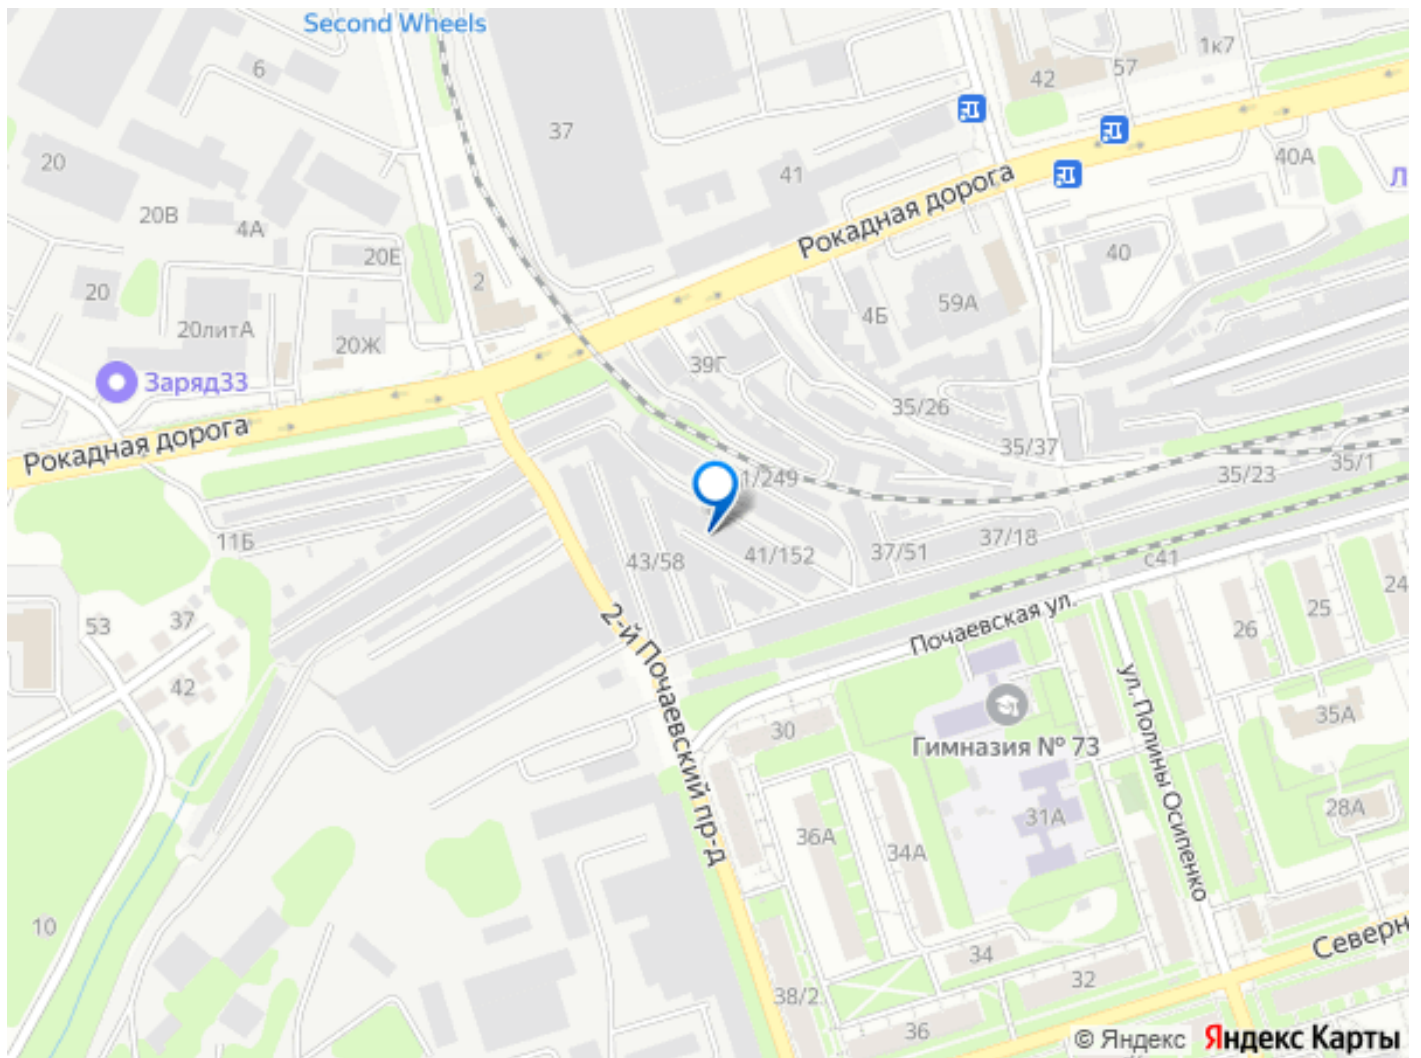 Second Wheels
1к7
6
57
42
37
20
41
40А
Л
20В
4А
Рокадная дорога
20Е
40
2
20
59А
20литА
4Б
20Ж
39Г
Заряд33
35/26
Рокадная дорога
35/37
35/1
35/23
1/249
11Б
37/18
37/51
41/152
43/58
с41
24
25
37
53
2-й Почаевский пр-д
Почаевская ул.
26
42
ул. Полины Осипенко
35А
30
Гимназия № 73
28А
31А
36А
34А
10
Северн
34
32
38/2
36
© Яндекс
Яндекс Карты